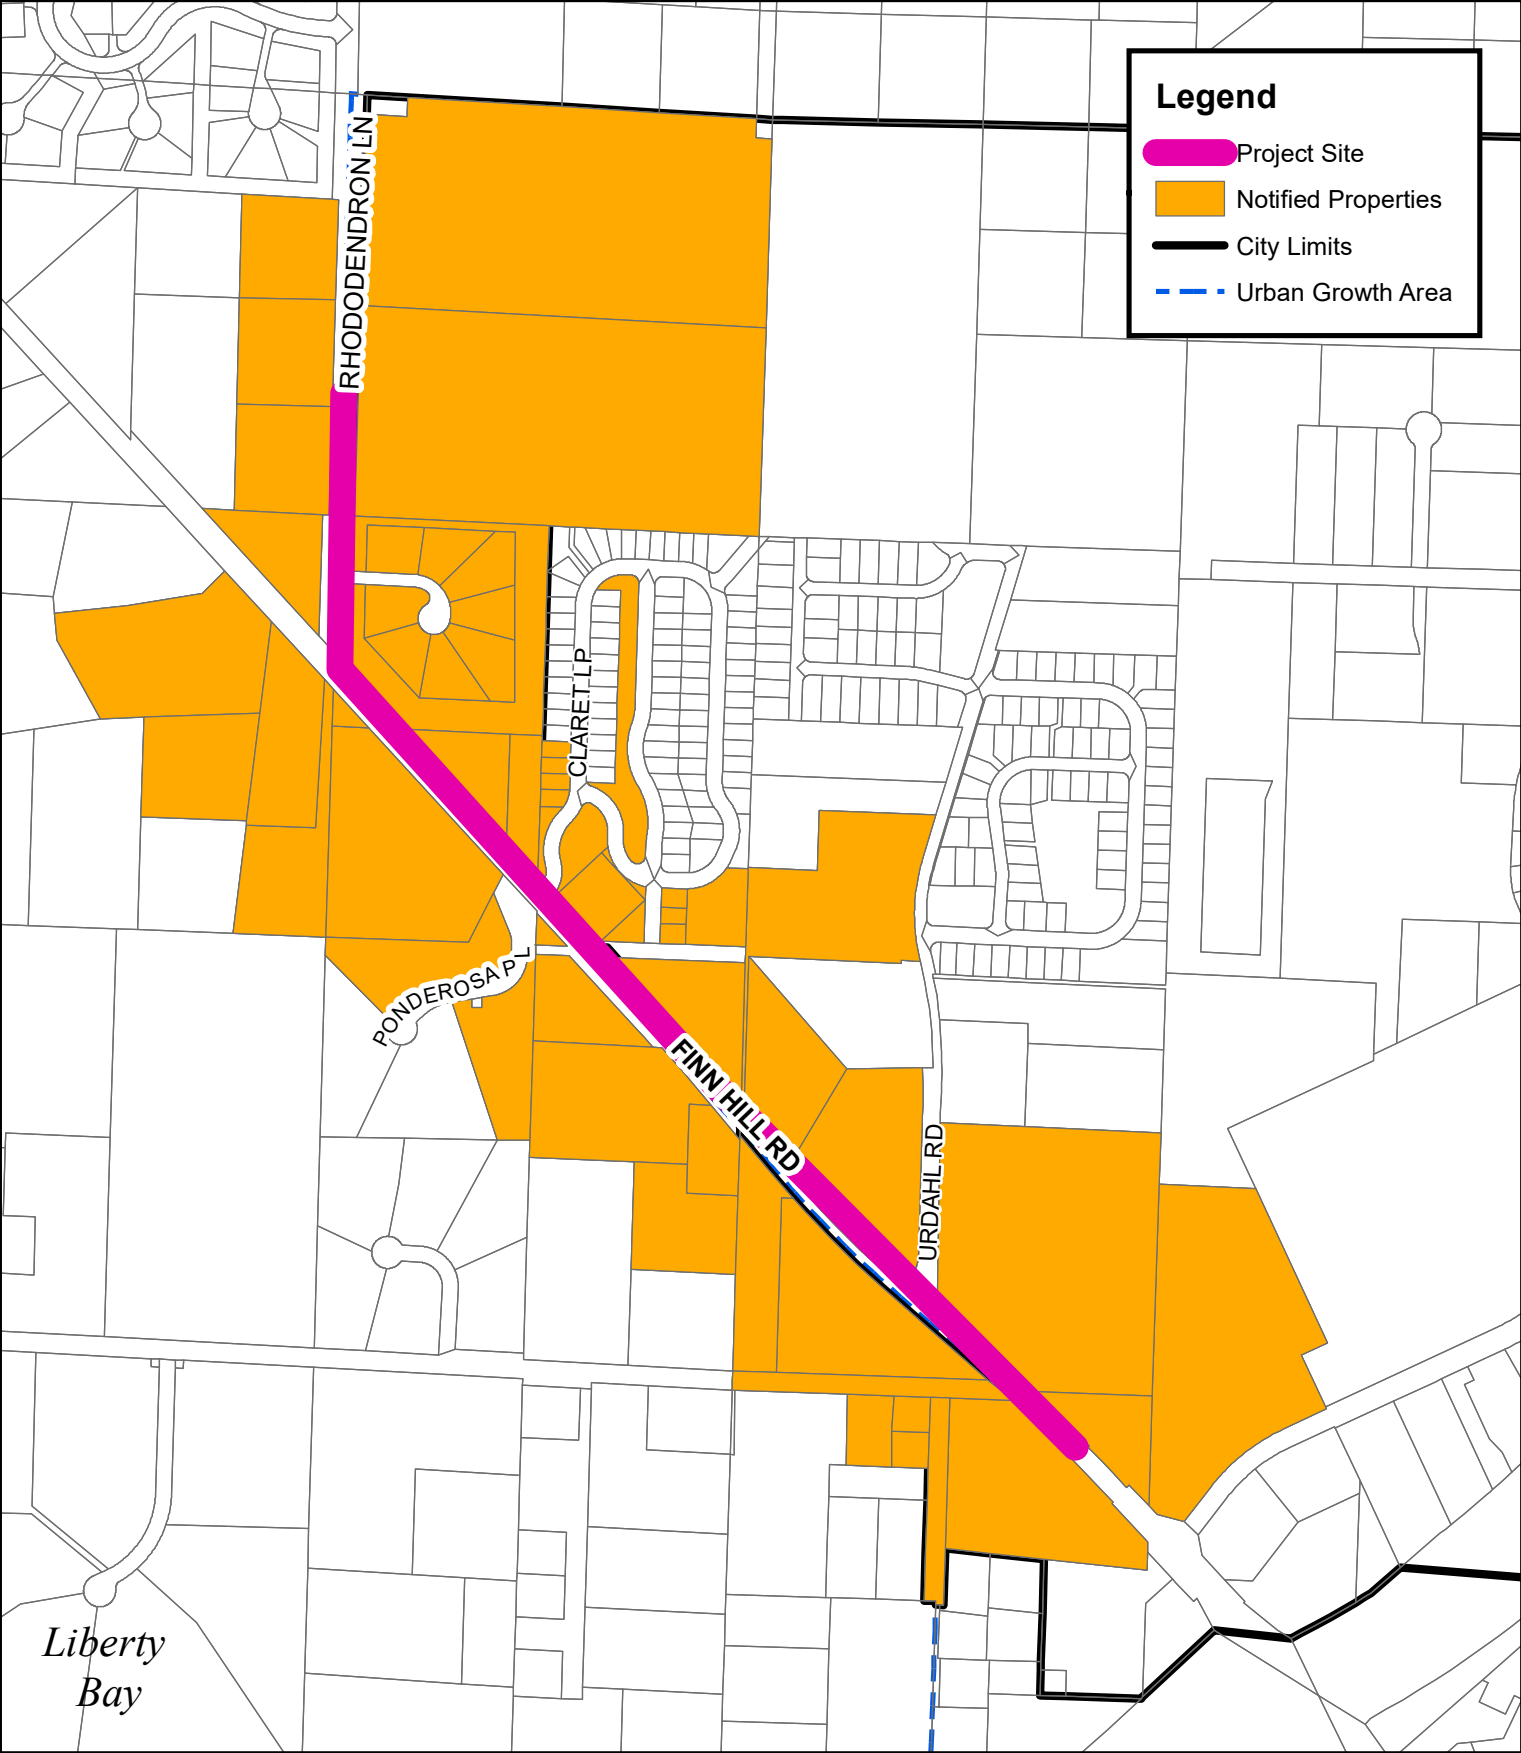 Legend
Project Site
Notified Properties
City Limits
Urban Growth Area
RHODODENDRON LN
CLARET LP
PONDEROSA PL
FINN HILL RD
URDAHL RD
Liberty
Bay